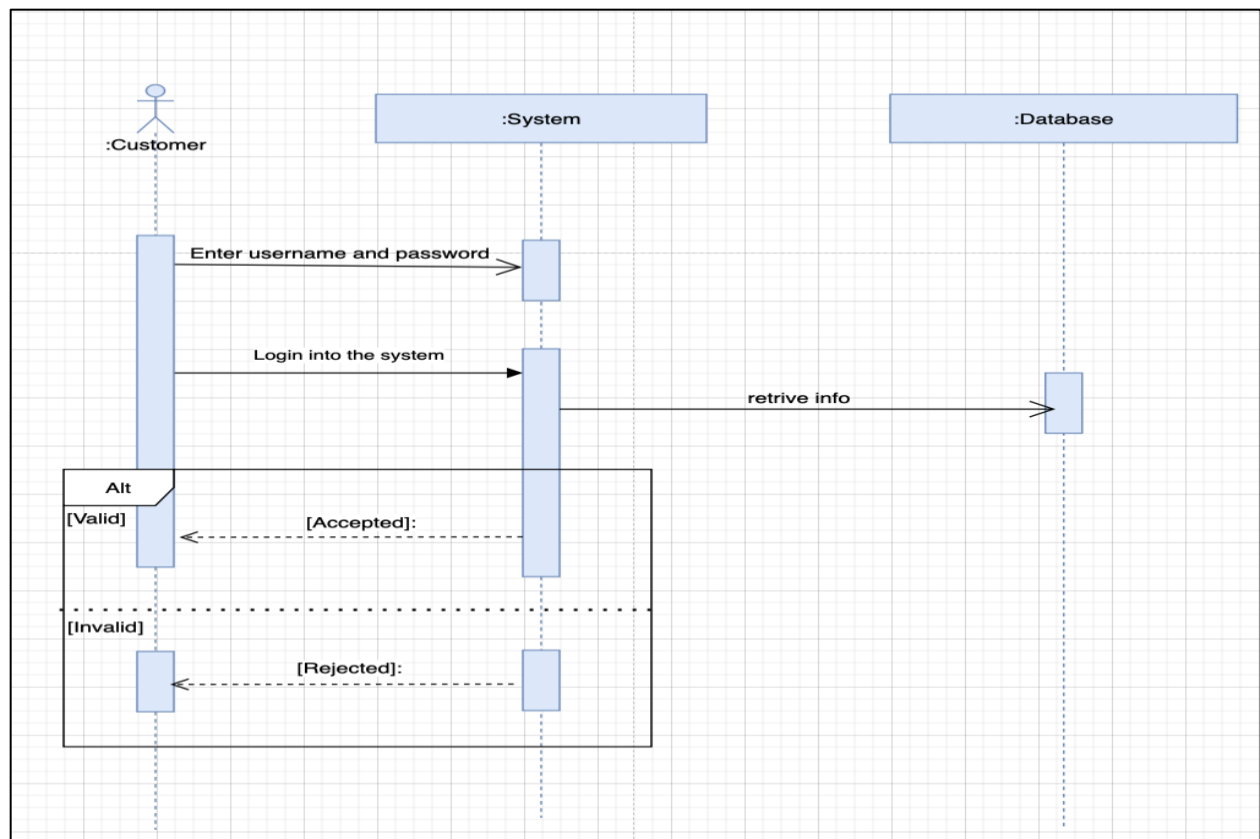 :Customer
:System
:Database
Enter username and password
Login into the system
retrive info
Alt
[Valid]
[Accepted]:
[Invalid]
[Rejected]: